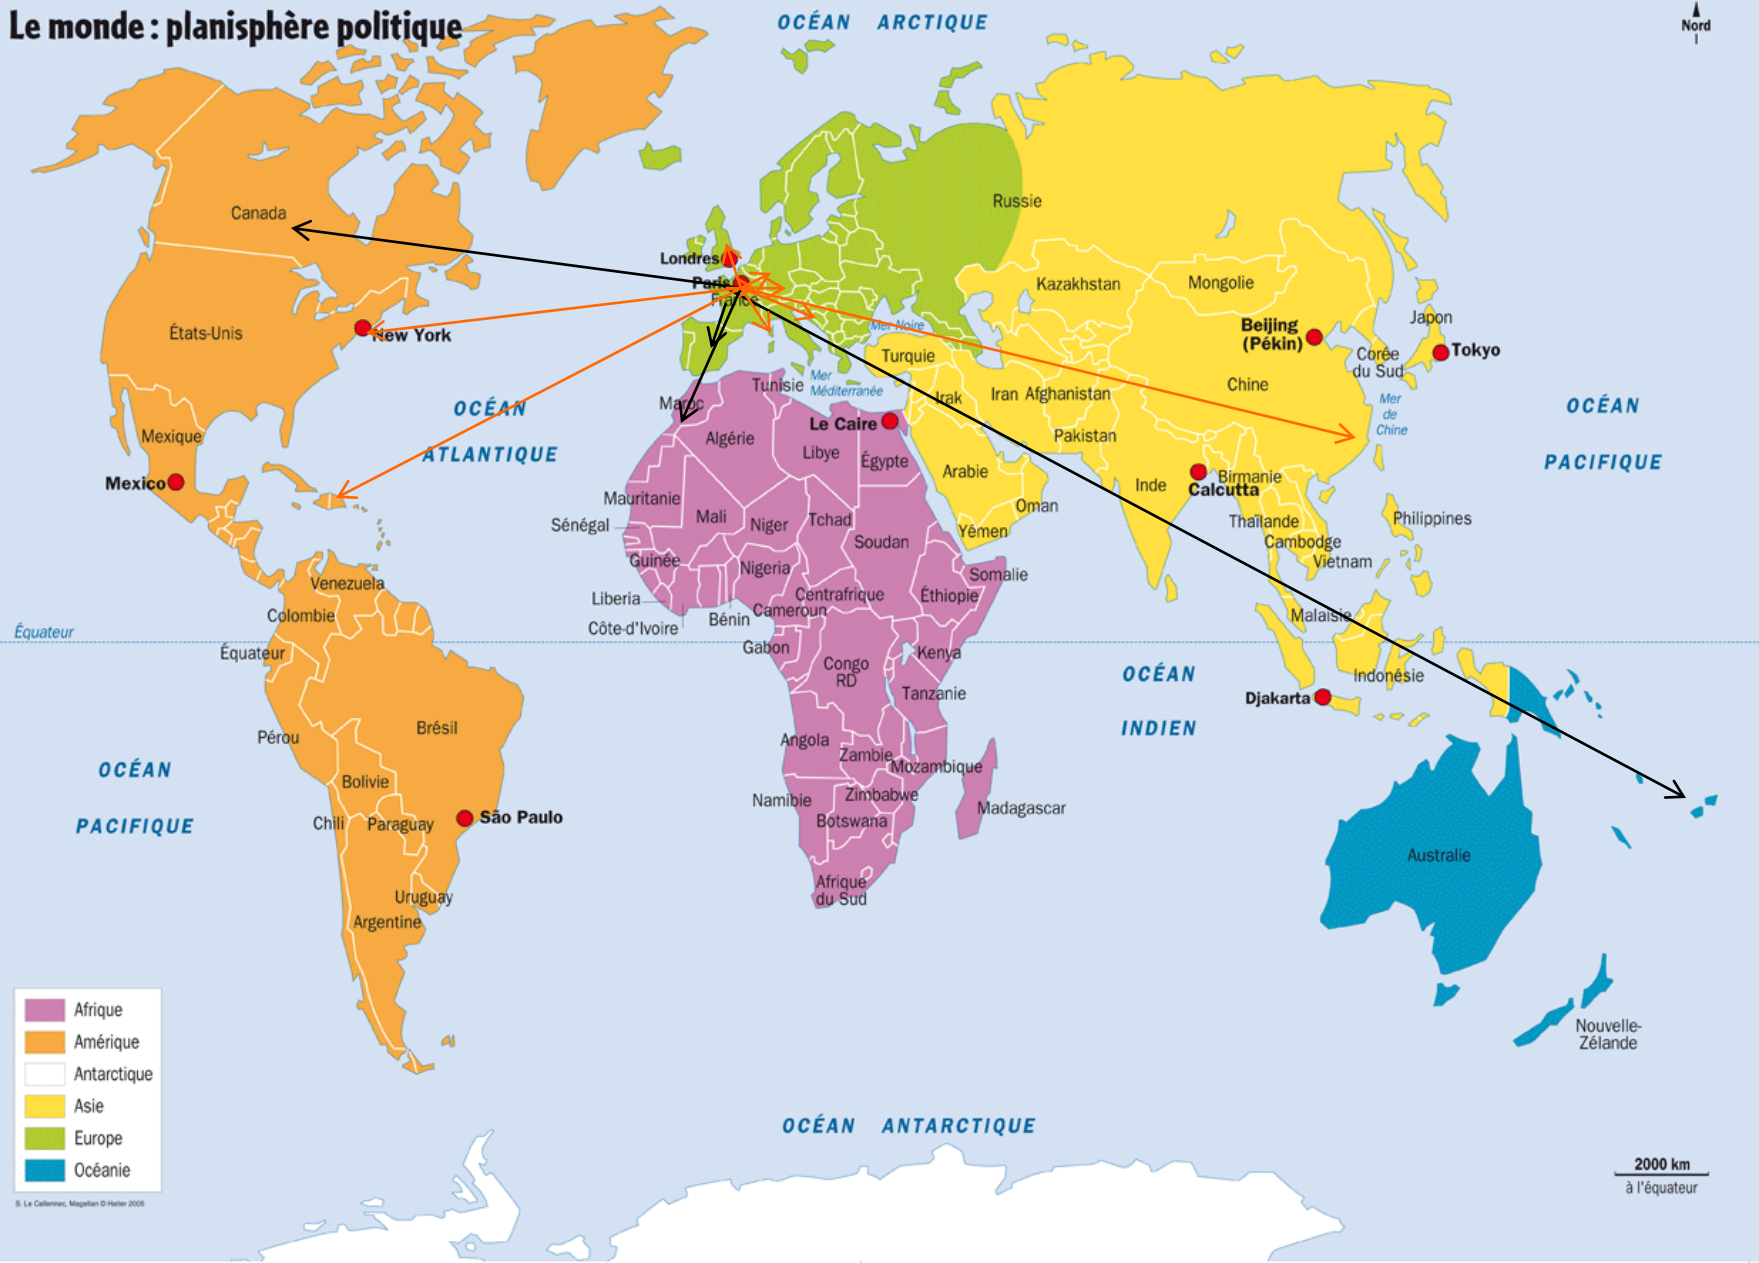 Le monde : planisphère politique
OCÉAN ARCTIQUE
Nord
Russie
Canada
Londres
Paris
France
Kazakhstan
Mongolie
États-Unis
New York
Mer Noire
Beijing
(Pékin)
Japon
Tokyo
Corée
du Sud
Turquie
Mer
Méditerranée
Tunisie
Maroc
Irak
Iran
Afghanistan
Chine
Mer
de
Chine
OCÉAN
ATLANTIQUE
OCÉAN
PACIFIQUE
Mexique
Mexico
Algérie
Libye
Le Caire
Égypte
Pakistan
Arabie
Oman
Yémen
Inde
Calcutta
Birmanie
Thaïlande
Cambodge
Vietnam
Philippines
Mauritanie
Sénégal
Mali
Niger
Tchad
Soudan
Guinée
Nigeria
Liberia
Côte-d'Ivoire
Bénin
Cameroun
Centrafrique
Éthiopie
Somalie
Venezuela
Colombie
Malaisie
Équateur
Équateur
Gabon
Congo
RD
Kenya
Tanzanie
OCÉAN
INDIEN
Indonésie
Djakarta
Pérou
Brésil
Angola
Zambie
Mozambique
OCÉAN
PACIFIQUE
Bolivie
Namibie
Zimbabwe
Botswana
Madagascar
Chili
Paraguay
São Paulo
Australie
Uruguay
Argentine
Afrique
du Sud
Nouvelle-
Zélande
Afrique
Amérique
Antarctique
Asie
Europe
Océanie
OCÉAN ANTARCTIQUE
2000 km
à l'équateur
S. Le Callennec, Magellan © Hatier 2005